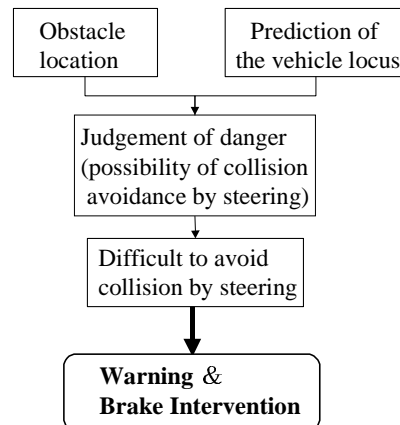 Obstacle
location
Prediction of
the vehicle locus
Judgement of danger
(possibility of collision
avoidance by steering)
Difficult to avoid
collision by steering
Warning &
Brake Intervention